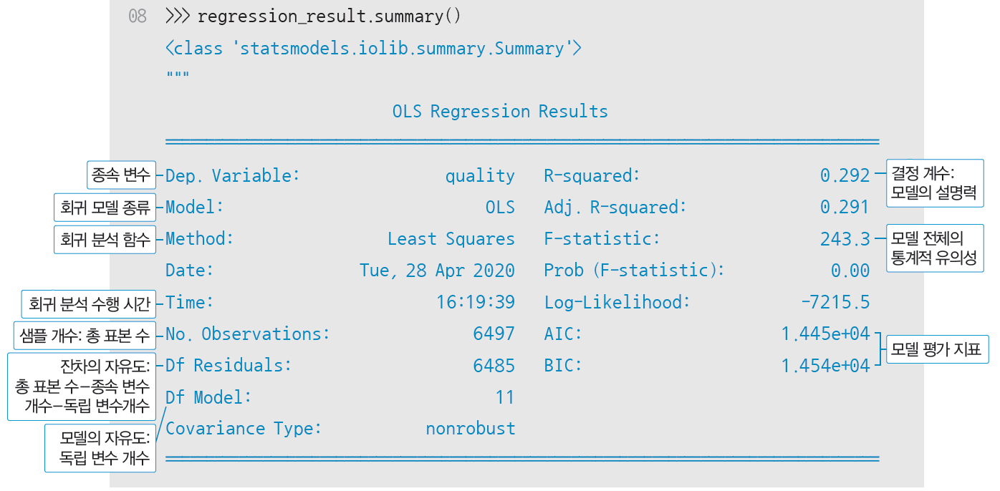 08 >>> regression_result.summary()
<class 'statsmodels.iolib.summary.Summary'>
"""
OLS Regression Results
종속 변수 Dep. Variable: quality R-squared: 0.292 결정 계수:
모델의 설명력
회귀 모델 종류 Model: OLS Adj. R-squared: 0.291
회귀 분석 함수 Method: Least Squares F-statistic: 243.3 모델 전체의
통계적 유의성
Date: Tue, 28 Apr 2020 Prob (F-statistic): 0.00
회귀 분석 수행 시간 Time: 16:19:39 Log-Likelihood: -7215.5
샘플 개수: 총 표본 수 No. Observations: 6497 AIC: 1.445e+04
모델 평가 지표
잔차의 자유도:
총 표본 수-종속 변수
개수-독립 변수개수
Df Residuals: 6485 BIC: 1.454e+04
Df Model: 11
모델의 자유도:
독립 변수 개수
Covariance Type: nonrobust